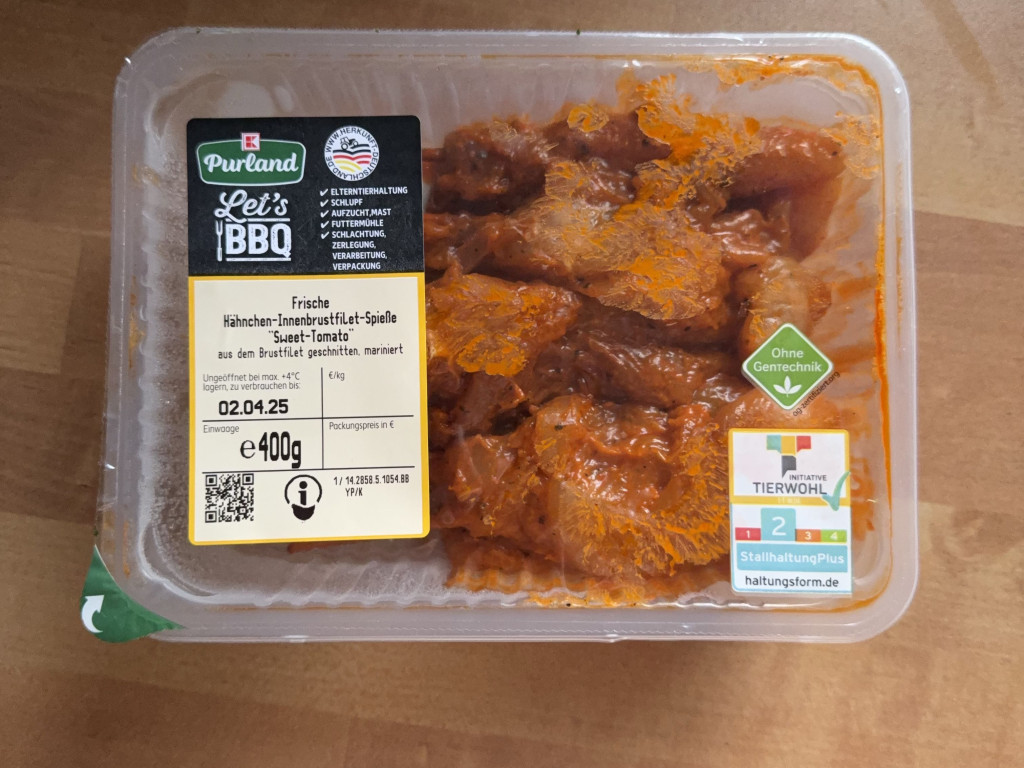 K
Purland
WWW.HERKUNFT-DEUTSCHLAND.DE
Let's
BBQ
✓ ELTERNTIERHALTUNG
✓ SCHLUPF
✓ AUFZUCHT,MAST
✓ FUTTERMÜHLE
✓ SCHLACHTUNG,
ZERLEGUNG,
VERARBEITUNG,
VERPACKUNG
Frische
Hähnchen-Innenbrustfilet-Spieße
"Sweet-Tomato"
aus dem Brustfilet geschnitten, mariniert
Ungeöffnet bei max. +4°C
lagern, zu verbrauchen bis:
€/kg
02.04.25
Einwaage
Packungspreis in €
e 400g
i
1/ 14.2858.5.1054.88
YP/K
Ohne
GenTechnik
INITIATIVE
TIERWOHL
1 2 3 4
StallhaltungPlus
haltungsform.de